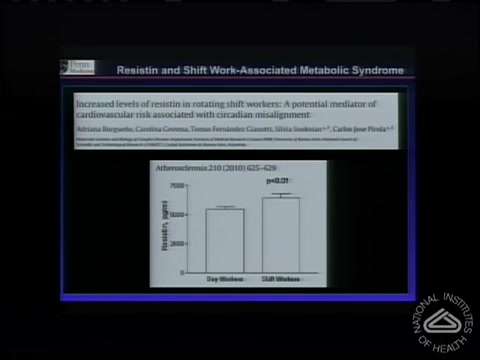 Penn
Medicine
Resistin and Shift Work-Associated Metabolic Syndrome
Increased levels of resistin in rotating shift workers: A potential mediator of
cardiovascular risk associated with circadian misalignment
Adriana Burgueño, Carolina Gemma, Tomas Fernández Gianotti, Silvia Sookoian, Carlos Jose Pirola
Atherosclerosis 210 (2010) 625–629
p<0.01
7500
5000
2500
0
Resistin, pg/ml
Day Workers Shift Workers
NATIONAL INSTITUTES
OF HEALTH